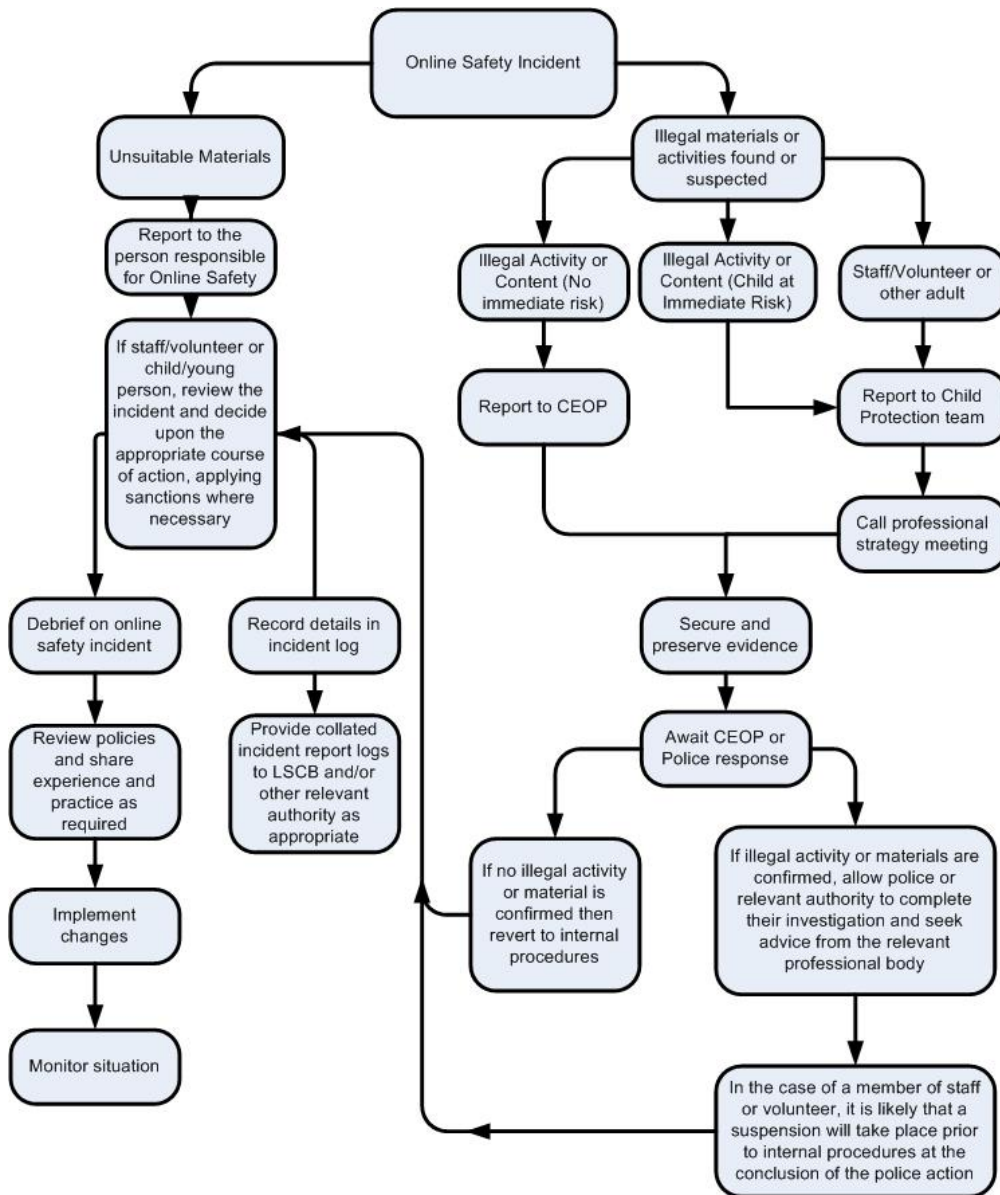 Online Safety Incident
Unsuitable Materials
Report to the
person responsible
for Online Safety
If staff/volunteer or
child/young
person, review the
incident and decide
upon the
appropriate course
of action, applying
sanctions where
necessary
Debrief on online
safety incident
Review policies
and share
experience and
practice as
required
Implement
changes
Monitor situation
Record details in
incident log
Provide collated
incident report logs
to LSCB and/or
other relevant
authority as
appropriate
Illegal materials or
activities found or
suspected
Illegal Activity or
Content (No
immediate risk)
Illegal Activity or
Content (Child at
Immediate Risk)
Staff/Volunteer or
other adult
Report to CEOP
Report to Child
Protection team
Call professional
strategy meeting
Secure and
preserve evidence
Await CEOP or
Police response
If no illegal activity
or material is
confirmed then
revert to internal
procedures
If illegal activity or materials are
confirmed, allow police or
relevant authority to complete
their investigation and seek
advice from the relevant
professional body
In the case of a member of staff
or volunteer, it is likely that a
suspension will take place prior
to internal procedures at the
conclusion of the police action